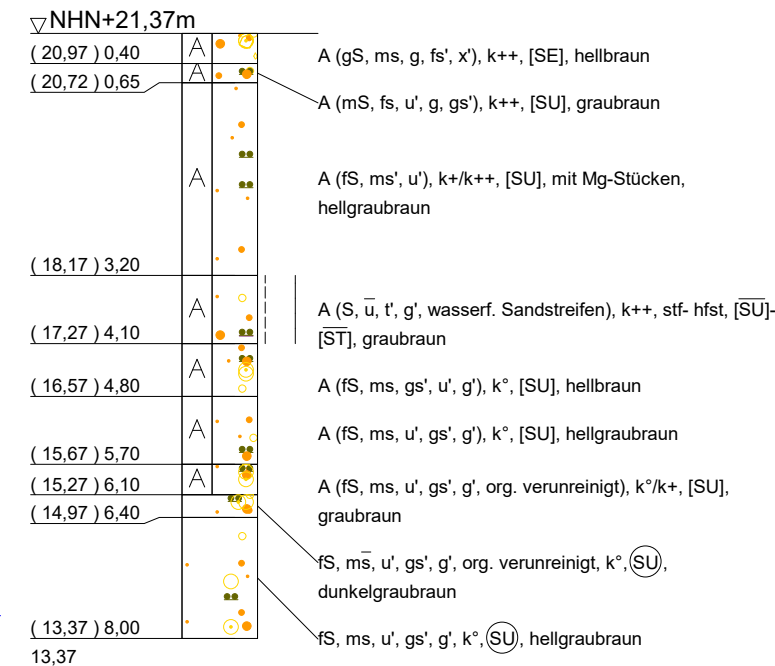 NHN+21,37m
( 20,97 ) 0,40
A
A (gS, ms, g, fs', x'), k++, [SE], hellbraun
( 20,72 ) 0,65
A
A (mS, fs, u', g, gs'), k++, [SU], graubraun
A
A (fS, ms', u'), k+/k++, [SU], mit Mg-Stücken,
hellgraubraun
( 18,17 ) 3,20
A
A (S, u̅, t', g', wasserf. Sandstreifen), k++, stf- hfst, [S̅U̅]-
[S̅T̅], graubraun
( 17,27 ) 4,10
A
( 16,57 ) 4,80
A (fS, ms, gs', u', g'), k°, [SU], hellbraun
A
A (fS, ms, u', gs', g'), k°, [SU], hellgraubraun
( 15,67 ) 5,70
A
A (fS, ms, u', gs', g', org. verunreinigt), k°/k+, [SU],
graubraun
( 15,27 ) 6,10
( 14,97 ) 6,40
fS, ms̅, u', gs', g', org. verunreinigt, k°, SU,
dunkelgraubraun
( 13,37 ) 8,00
fS, ms, u', gs', g', k°, SU, hellgraubraun
13,37